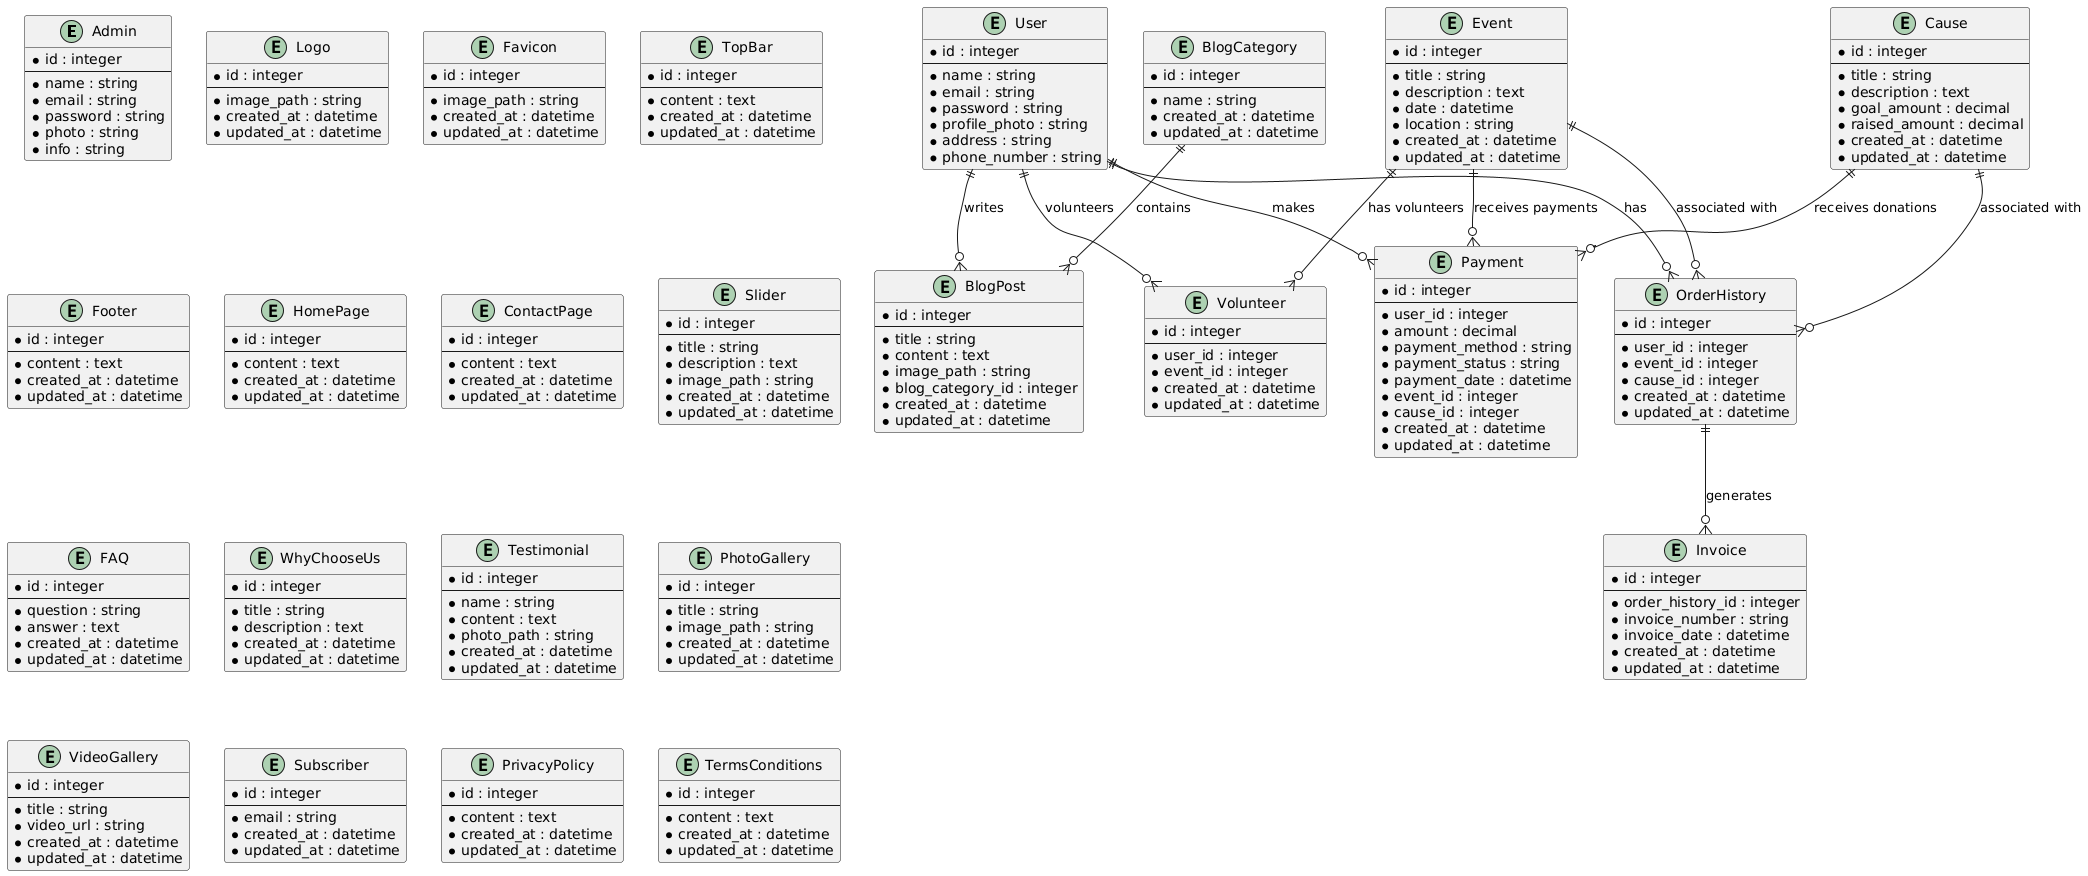 E Admin
id : integer
name : string
email : string
password : string
photo : string
info : string
E Logo
id : integer
image_path : string
created_at : datetime
updated_at : datetime
E Favicon
id : integer
image_path : string
created_at : datetime
updated_at : datetime
E TopBar
id : integer
content : text
created_at : datetime
updated_at : datetime
E User
id : integer
name : string
email : string
password : string
profile_photo : string
address : string
phone_number : string
E BlogCategory
id : integer
name : string
created_at : datetime
updated_at : datetime
E Event
id : integer
title : string
description : text
date : datetime
location : string
created_at : datetime
updated_at : datetime
E Cause
id : integer
title : string
description : text
goal_amount : decimal
raised_amount : decimal
created_at : datetime
updated_at : datetime
writes
volunteers
contains
makes
has volunteers
receives payments
has
associated with
receives donations
associated with
E Footer
id : integer
content : text
created_at : datetime
updated_at : datetime
E HomePage
id : integer
content : text
created_at : datetime
updated_at : datetime
E ContactPage
id : integer
content : text
created_at : datetime
updated_at : datetime
E Slider
id : integer
title : string
description : text
image_path : string
created_at : datetime
updated_at : datetime
E BlogPost
id : integer
title : string
content : text
image_path : string
blog_category_id : integer
created_at : datetime
updated_at : datetime
E Volunteer
id : integer
user_id : integer
event_id : integer
created_at : datetime
updated_at : datetime
E Payment
id : integer
user_id : integer
amount : decimal
payment_method : string
payment_status : string
payment_date : datetime
event_id : integer
cause_id : integer
created_at : datetime
updated_at : datetime
E OrderHistory
id : integer
user_id : integer
event_id : integer
cause_id : integer
created_at : datetime
updated_at : datetime
generates
E FAQ
id : integer
question : string
answer : text
created_at : datetime
updated_at : datetime
E WhyChooseUs
id : integer
title : string
description : text
created_at : datetime
updated_at : datetime
E Testimonial
id : integer
name : string
content : text
photo_path : string
created_at : datetime
updated_at : datetime
E PhotoGallery
id : integer
title : string
image_path : string
created_at : datetime
updated_at : datetime
E Invoice
id : integer
order_history_id : integer
invoice_number : string
invoice_date : datetime
created_at : datetime
updated_at : datetime
E VideoGallery
id : integer
title : string
video_url : string
created_at : datetime
updated_at : datetime
E Subscriber
id : integer
email : string
created_at : datetime
updated_at : datetime
E PrivacyPolicy
id : integer
content : text
created_at : datetime
updated_at : datetime
E TermsConditions
id : integer
content : text
created_at : datetime
updated_at : datetime